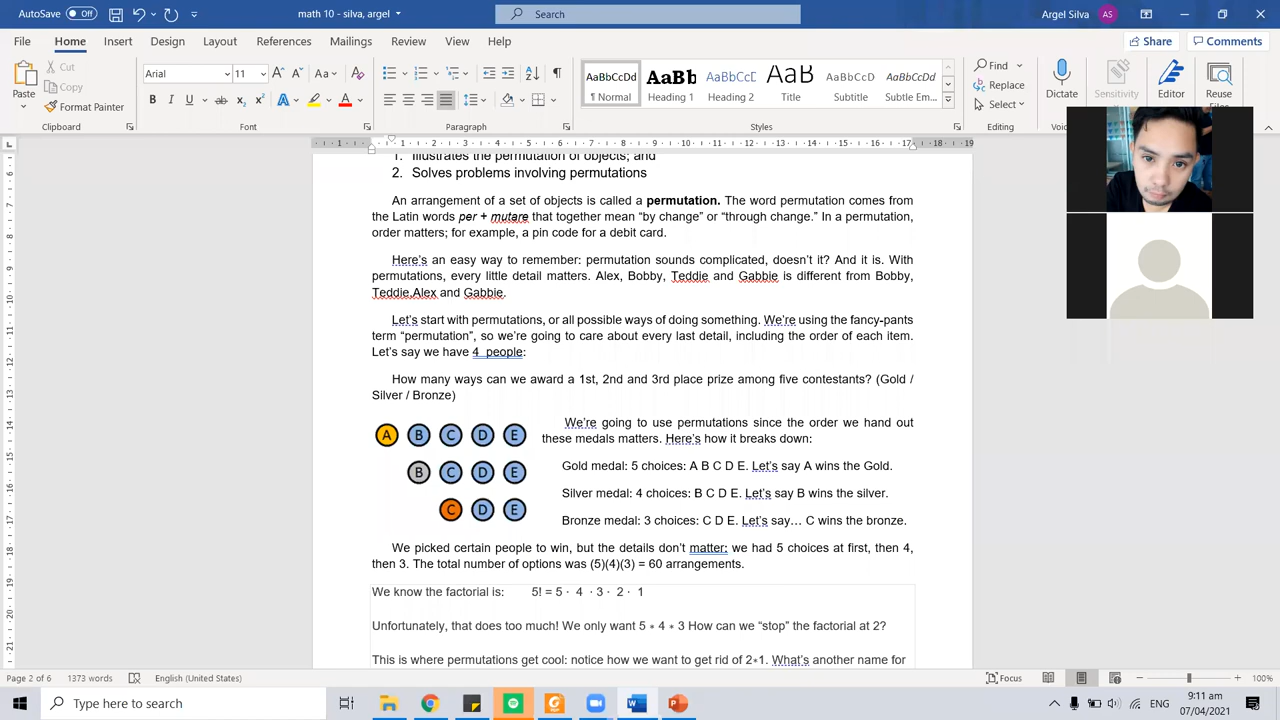 AutoSave Off
math 10 - silva, argel - ...
Search
Argel Silva
File Home Insert Design Layout References Mailings Review View Help
Share Comments
Paste
Cut
Copy
Format Painter
Arial 11
AaBbCcDd AaBb AaBbCcD AaB AaBbCcD AaBbCcDd
¶ Normal Heading 1 Heading 2 Title Subtitle Subtle Em...
Find
Replace
Select
Dictate Sensitivity Editor Reuse
Files
Clipboard Font Paragraph Styles Editing Voice
1. Illustrates the permutation of objects; and
2. Solves problems involving permutations
An arrangement of a set of objects is called a permutation. The word permutation comes from
the Latin words per + mutare that together mean “by change” or “through change.” In a permutation,
order matters; for example, a pin code for a debit card.
Here’s an easy way to remember: permutation sounds complicated, doesn’t it? And it is. With
permutations, every little detail matters. Alex, Bobby, Teddie and Gabbie is different from Bobby,
Teddie,Alex and Gabbie.
Let’s start with permutations, or all possible ways of doing something. We’re using the fancy-pants
term “permutation”, so we’re going to care about every last detail, including the order of each item.
Let’s say we have 4 people:
How many ways can we award a 1st, 2nd and 3rd place prize among five contestants? (Gold /
Silver / Bronze)
A B C D E
B C D E
C D E
We’re going to use permutations since the order we hand out
these medals matters. Here’s how it breaks down:
Gold medal: 5 choices: A B C D E. Let’s say A wins the Gold.
Silver medal: 4 choices: B C D E. Let’s say B wins the silver.
Bronze medal: 3 choices: C D E. Let’s say… C wins the bronze.
We picked certain people to win, but the details don’t matter: we had 5 choices at first, then 4,
then 3. The total number of options was (5)(4)(3) = 60 arrangements.
We know the factorial is: 5! = 5 · 4 · 3 · 2 · 1
Unfortunately, that does too much! We only want 5 ∗ 4 ∗ 3 How can we “stop” the factorial at 2?
This is where permutations get cool: notice how we want to get rid of 2∗1. What’s another name for
Page 2 of 6 1373 words English (United States)
Focus 100%
Type here to search
9:11 am
07/04/2021